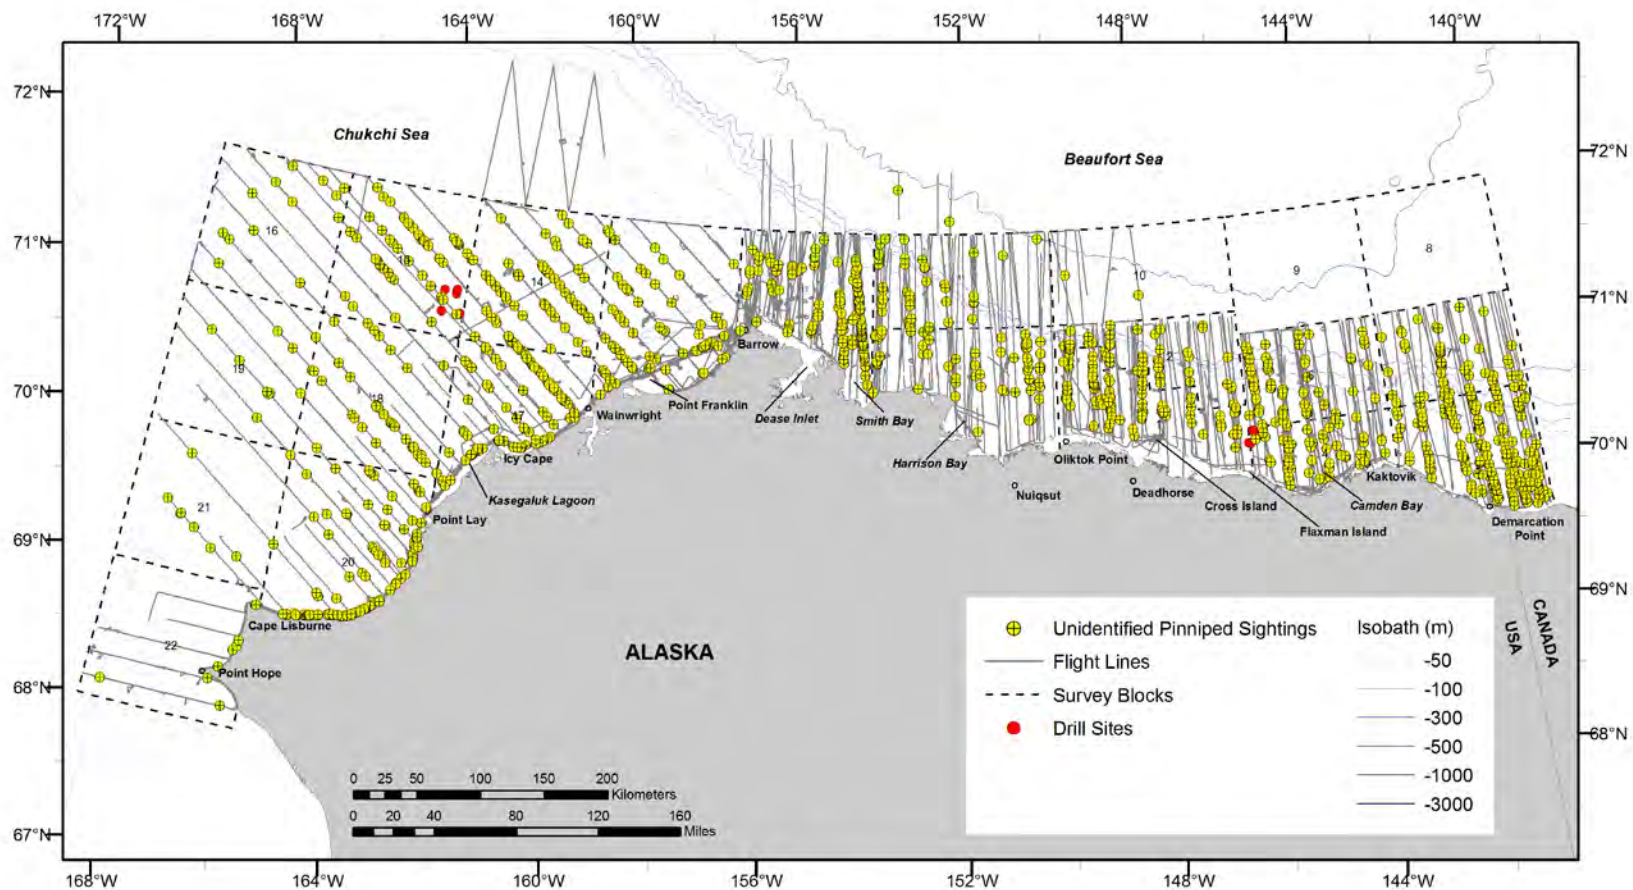 172°W 168°W 164°W 160°W 156°W 152°W 148°W 144°W 140°W
72°N
Chukchi Sea
Beaufort Sea
72°N
16
8
71°N
9
10
14
71°N
Barrow
70°N
19
18
17
Wainwright
Point Franklin
Dease Inlet
Smith Bay
70°N
Icy Cape
Harrison Bay
Oliktok Point
Kaktovik
Kasegaluk Lagoon
Nuiqsut
Deadhorse
Cross Island
Camden Bay
21
Point Lay
Flaxman Island
Demarcation
Point
69°N
20
69°N
Cape Lisburne
22
Point Hope
ALASKA
USA
CANADA
68°N
68°N
Unidentified Pinniped Sightings
Flight Lines
Survey Blocks
Drill Sites
Isobath (m)
-50
-100
-300
-500
-1000
-3000
0 25 50 100 150 200
Kilometers
0 20 40 80 120 160
Miles
67°N
168°W 164°W 160°W 156°W 152°W 148°W 144°W